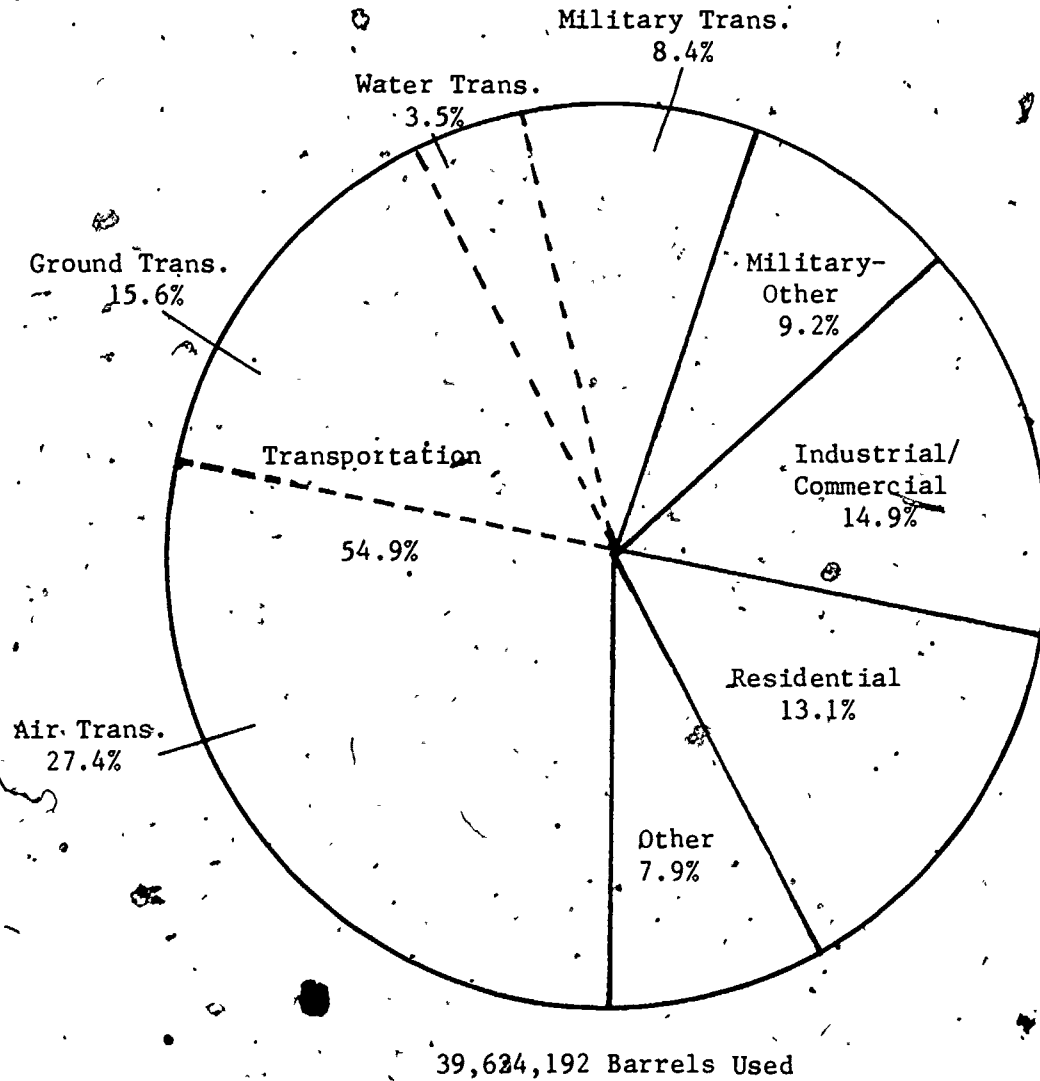 Military Trans.
8.4%
Water Trans.
3.5%
Ground Trans.
15.6%
Military-
Other
9.2%
Transportation
54.9%
Industrial/
Commercial
14.9%
Residential
13.1%
Air Trans.
27.4%
Other
7.9%
Barrels Used